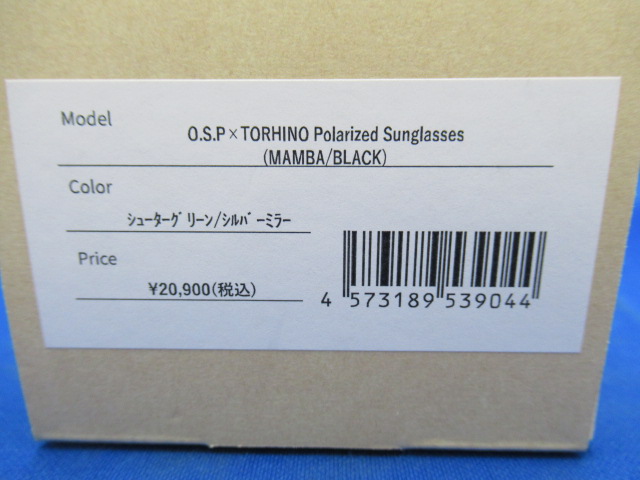 Model
O.S.P×TORHINO Polarized Sunglasses
(MAMBA/BLACK)
Color
ｼｭｰﾀｰｸﾞﾘｰﾝ/ｼﾙﾊﾞｰﾐﾗｰ
Price
¥20,900(税込)
4 573189 539044